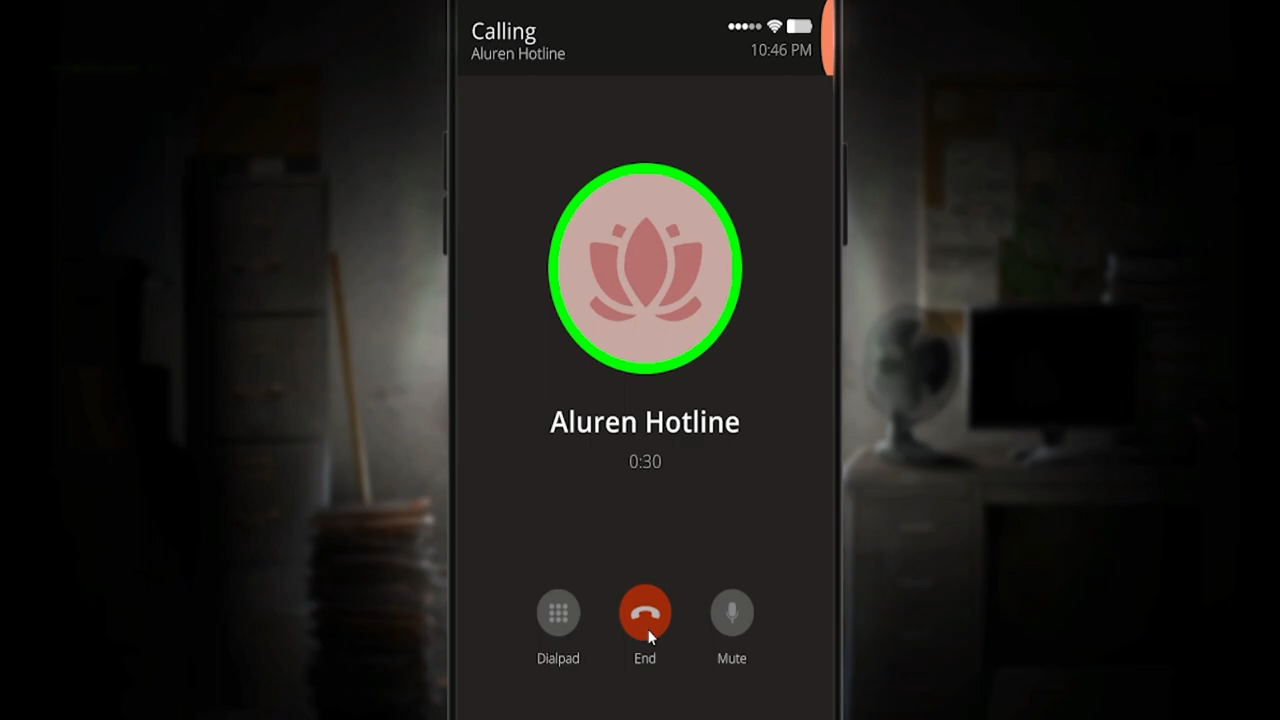 Calling
Aluren Hotline
10:46 PM
Aluren Hotline
0:30
Dialpad
End
Mute